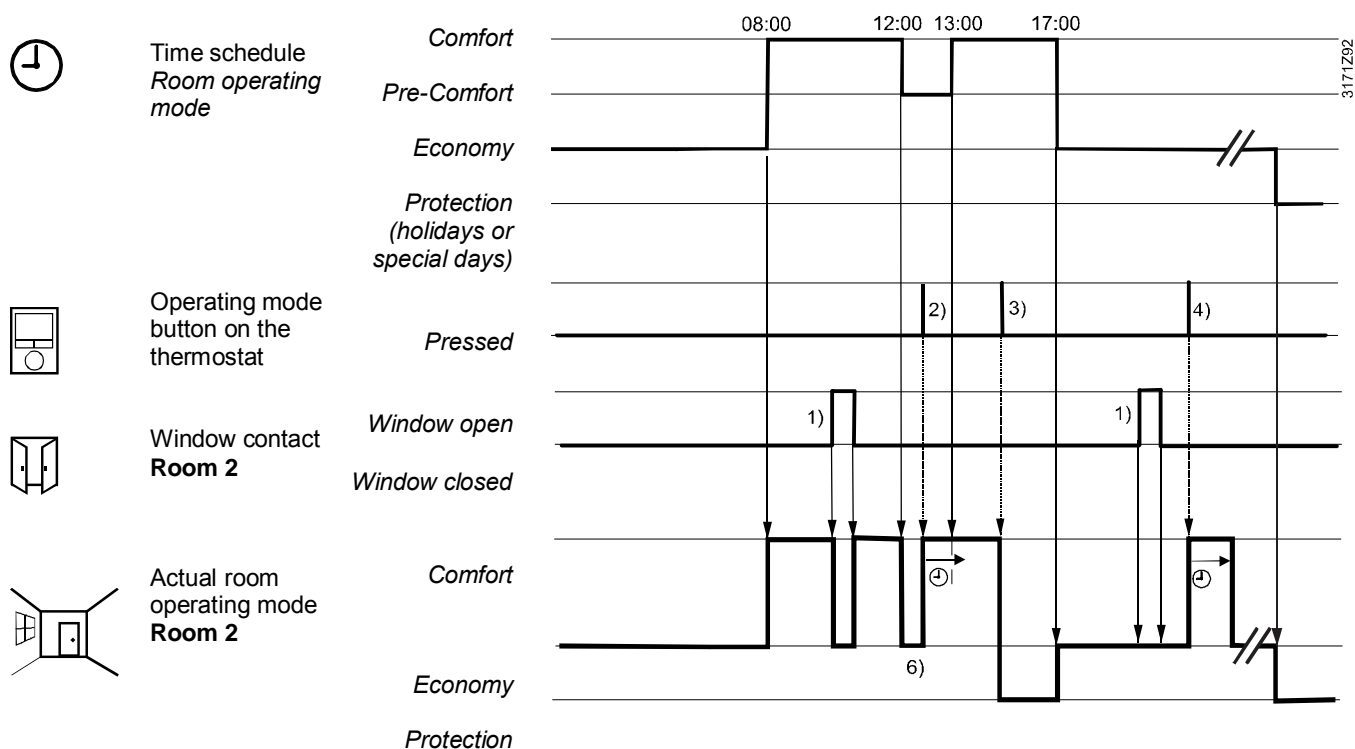 08:00 12:00 13:00 17:00
Comfort
Time schedule
Room operating
mode
Pre-Comfort
Economy
Protection
(holidays or
special days)
3171Z92
Operating mode
button on the
thermostat
Pressed
2) 3) 4)
Window contact
Room 2
Window open
1) 1)
Window closed
Actual room
operating mode
Room 2
Comfort
6)
Economy
Protection